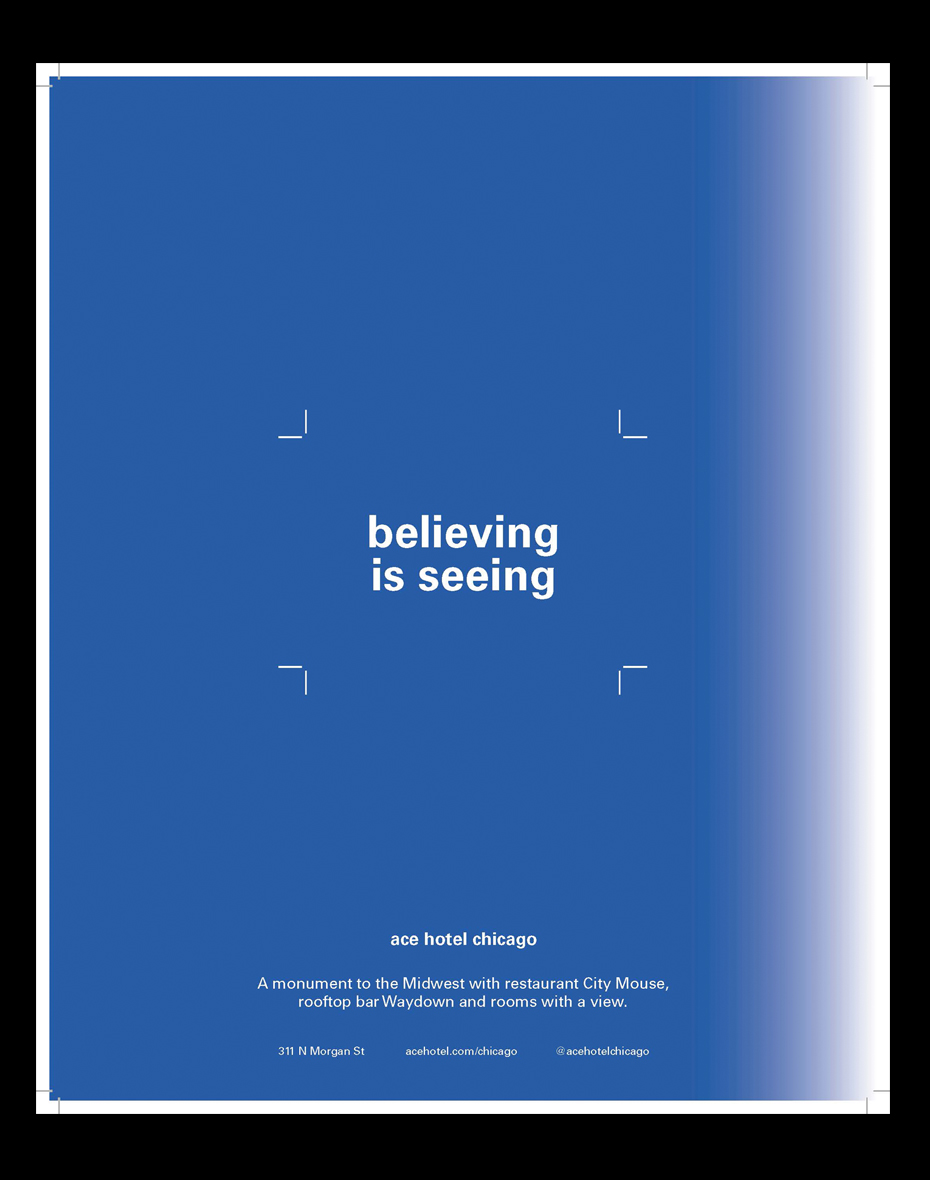 believing
is seeing
ace hotel chicago
A monument to the Midwest with restaurant City Mouse,
rooftop bar Waydown and rooms with a view.
311 N Morgan St acehotel.com/chicago @acehotelchicago